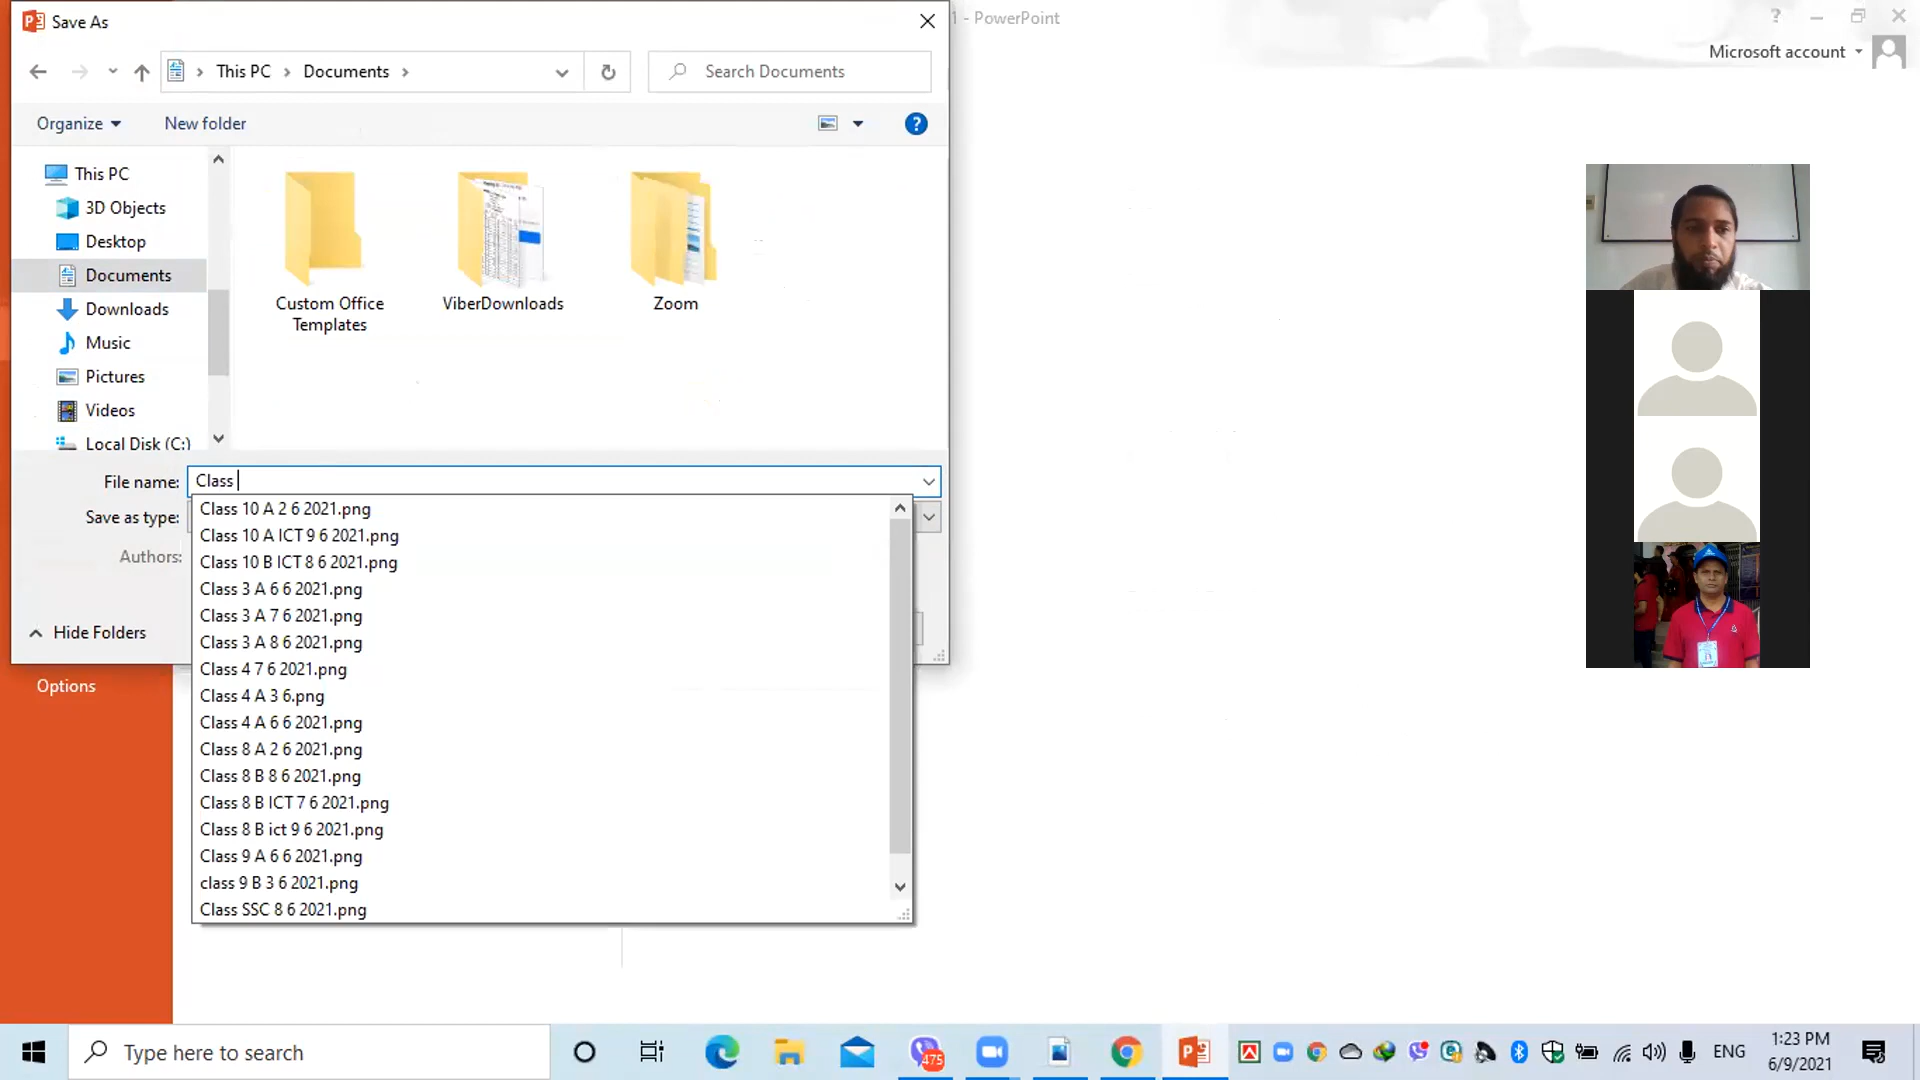 Save As
1 - PowerPoint
Microsoft account
This PC
Documents
Search Documents
Organize
New folder
This PC
3D Objects
Desktop
Documents
Downloads
Music
Pictures
Videos
Local Disk (C:)
Custom Office
Templates
ViberDownloads
Zoom
File name:
Class
Save as type:
Authors:
Hide Folders
Class 10 A 2 6 2021.png
Class 10 A ICT 9 6 2021.png
Class 10 B ICT 8 6 2021.png
Class 3 A 6 6 2021.png
Class 3 A 7 6 2021.png
Class 3 A 8 6 2021.png
Class 4 7 6 2021.png
Class 4 A 3 6.png
Class 4 A 6 6 2021.png
Class 8 A 2 6 2021.png
Class 8 B 8 6 2021.png
Class 8 B ICT 7 6 2021.png
Class 8 B ict 9 6 2021.png
Class 9 A 6 6 2021.png
class 9 B 3 6 2021.png
Class SSC 8 6 2021.png
Options
Type here to search
475
ENG
1:23 PM
6/9/2021